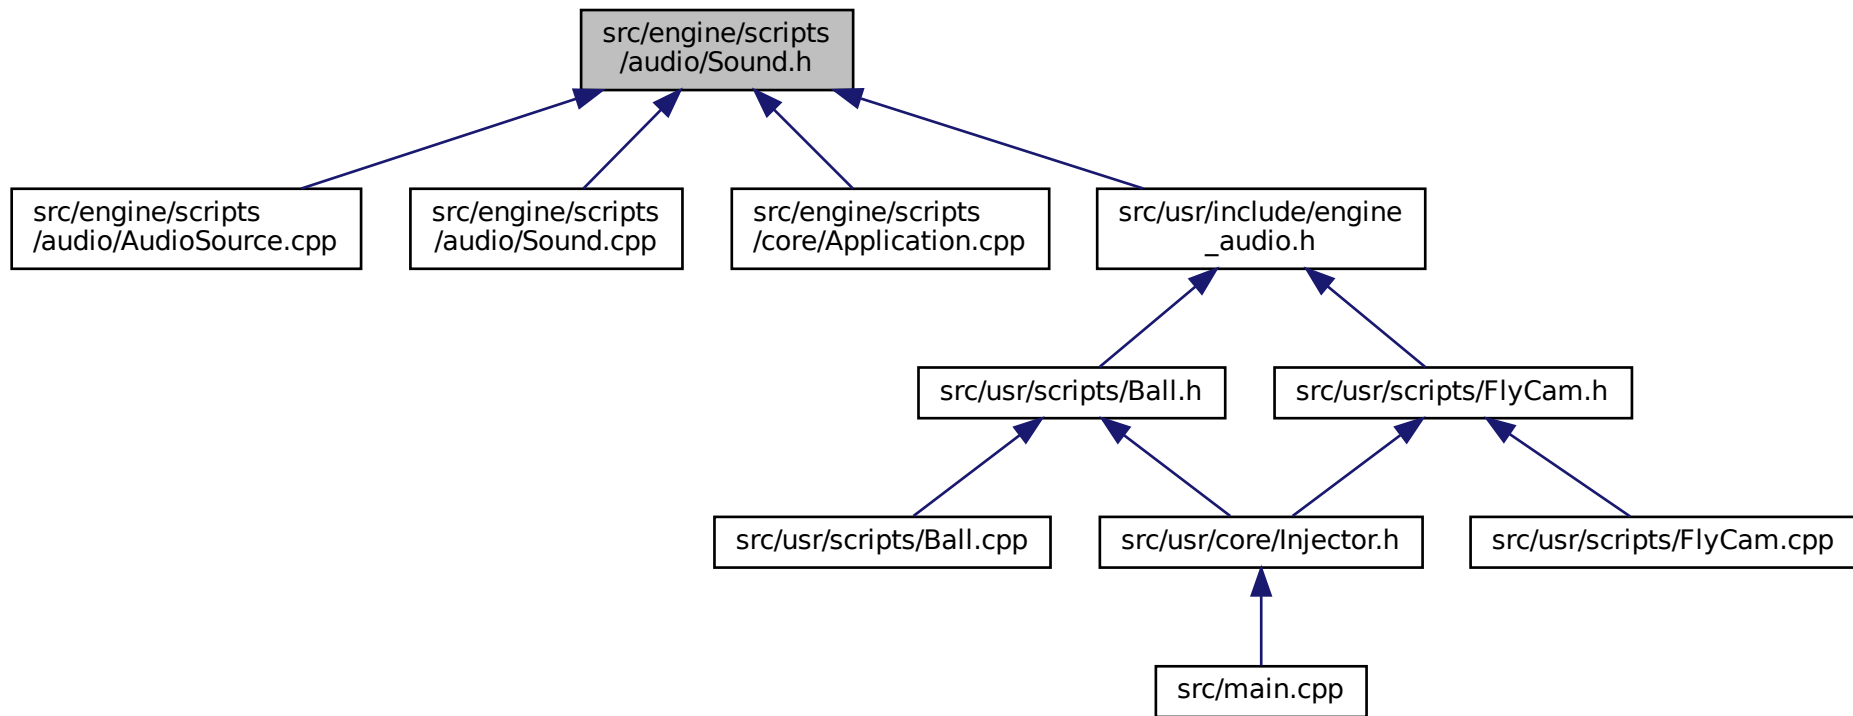 src/engine/scripts
/audio/Sound.h
src/engine/scripts
/audio/AudioSource.cpp
src/engine/scripts
/audio/Sound.cpp
src/engine/scripts
/core/Application.cpp
src/usr/include/engine
_audio.h
src/usr/scripts/Ball.h
src/usr/scripts/FlyCam.h
src/usr/scripts/Ball.cpp
src/usr/core/Injector.h
src/usr/scripts/FlyCam.cpp
src/main.cpp